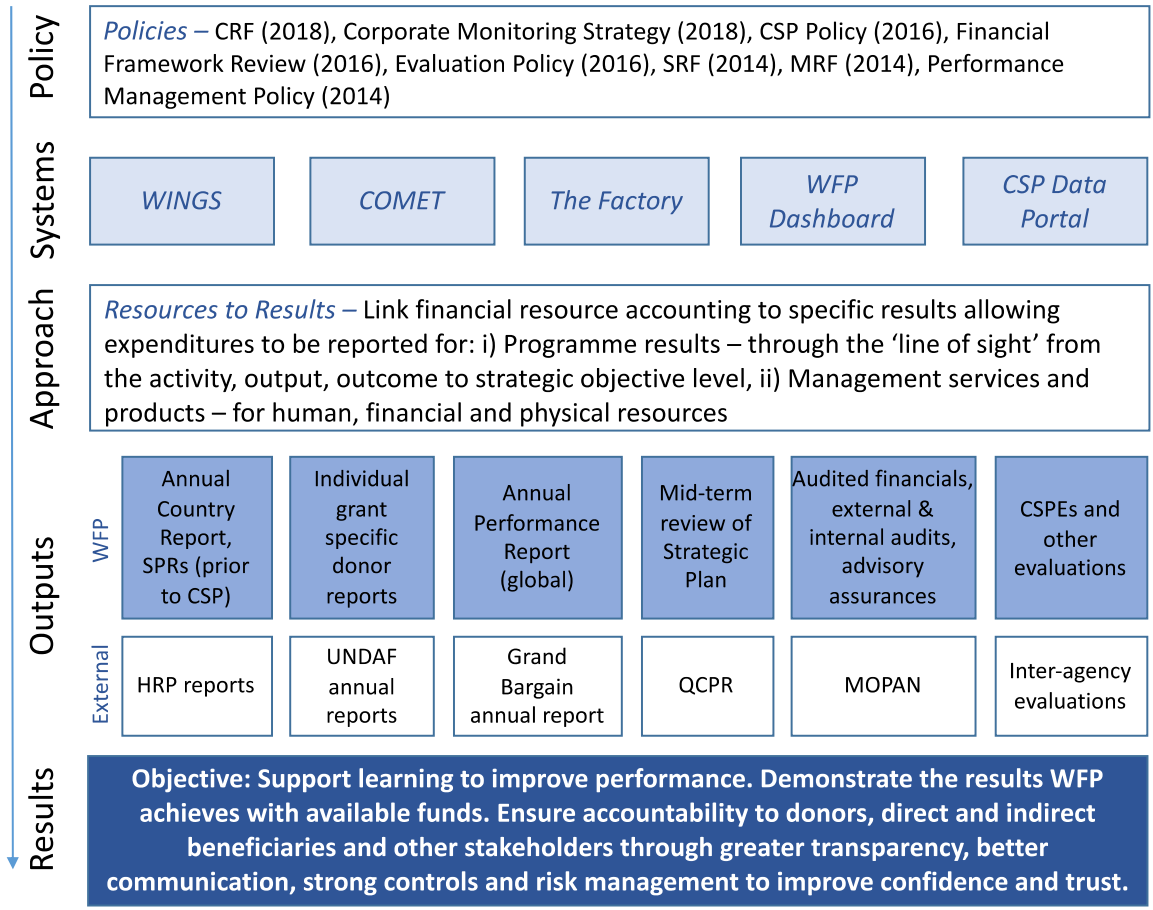 Policy
Policies – CRF (2018), Corporate Monitoring Strategy (2018), CSP Policy (2016), Financial
Framework Review (2016), Evaluation Policy (2016), SRF (2014), MRF (2014), Performance
Management Policy (2014)
Systems
WINGS
COMET
The Factory
WFP
Dashboard
CSP Data
Portal
Approach
Resources to Results – Link financial resource accounting to specific results allowing
expenditures to be reported for: i) Programme results – through the ‘line of sight’ from
the activity, output, outcome to strategic objective level, ii) Management services and
products – for human, financial and physical resources
Outputs
WFP
Annual
Country
Report,
SPRs (prior
to CSP)
Individual
grant
specific
donor
reports
Annual
Performance
Report
(global)
Mid-term
review of
Strategic
Plan
Audited financials,
external &
internal audits,
advisory
assurances
CSPEs and
other
evaluations
External
HRP reports
UNDAF
annual
reports
Grand
Bargain
annual report
QCPR
MOPAN
Inter-agency
evaluations
Results
Objective: Support learning to improve performance. Demonstrate the results WFP
achieves with available funds. Ensure accountability to donors, direct and indirect
beneficiaries and other stakeholders through greater transparency, better
communication, strong controls and risk management to improve confidence and trust.